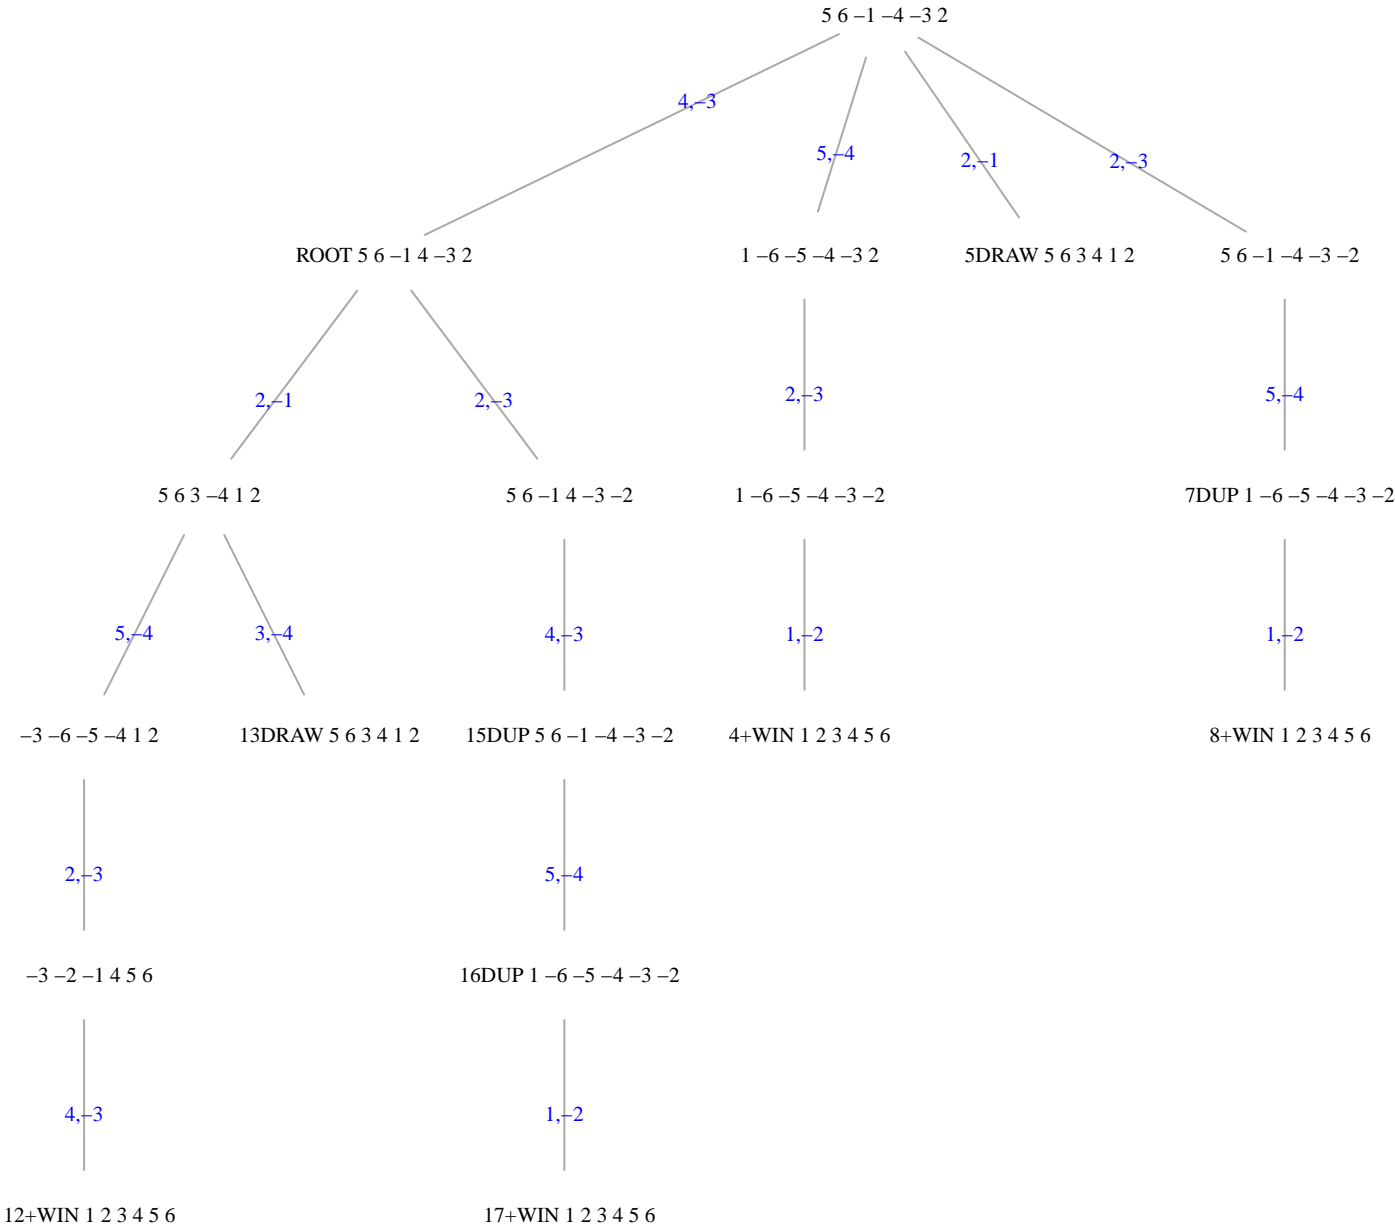 5 6 –1 –4 –3 2
4,–3
5,–4
2,–1
2,–3
ROOT 5 6 –1 4 –3 2
1 –6 –5 –4 –3 2
5DRAW 5 6 3 4 1 2
5 6 –1 –4 –3 –2
2,–1
2,–3
2,–3
5,–4
5 6 3 –4 1 2
5 6 –1 4 –3 –2
1 –6 –5 –4 –3 –2
7DUP 1 –6 –5 –4 –3 –2
5,–4
3,–4
4,–3
1,–2
1,–2
–3 –6 –5 –4 1 2
13DRAW 5 6 3 4 1 2
15DUP 5 6 –1 –4 –3 –2
4+WIN 1 2 3 4 5 6
8+WIN 1 2 3 4 5 6
2,–3
5,–4
–3 –2 –1 4 5 6
16DUP 1 –6 –5 –4 –3 –2
4,–3
1,–2
12+WIN 1 2 3 4 5 6
17+WIN 1 2 3 4 5 6